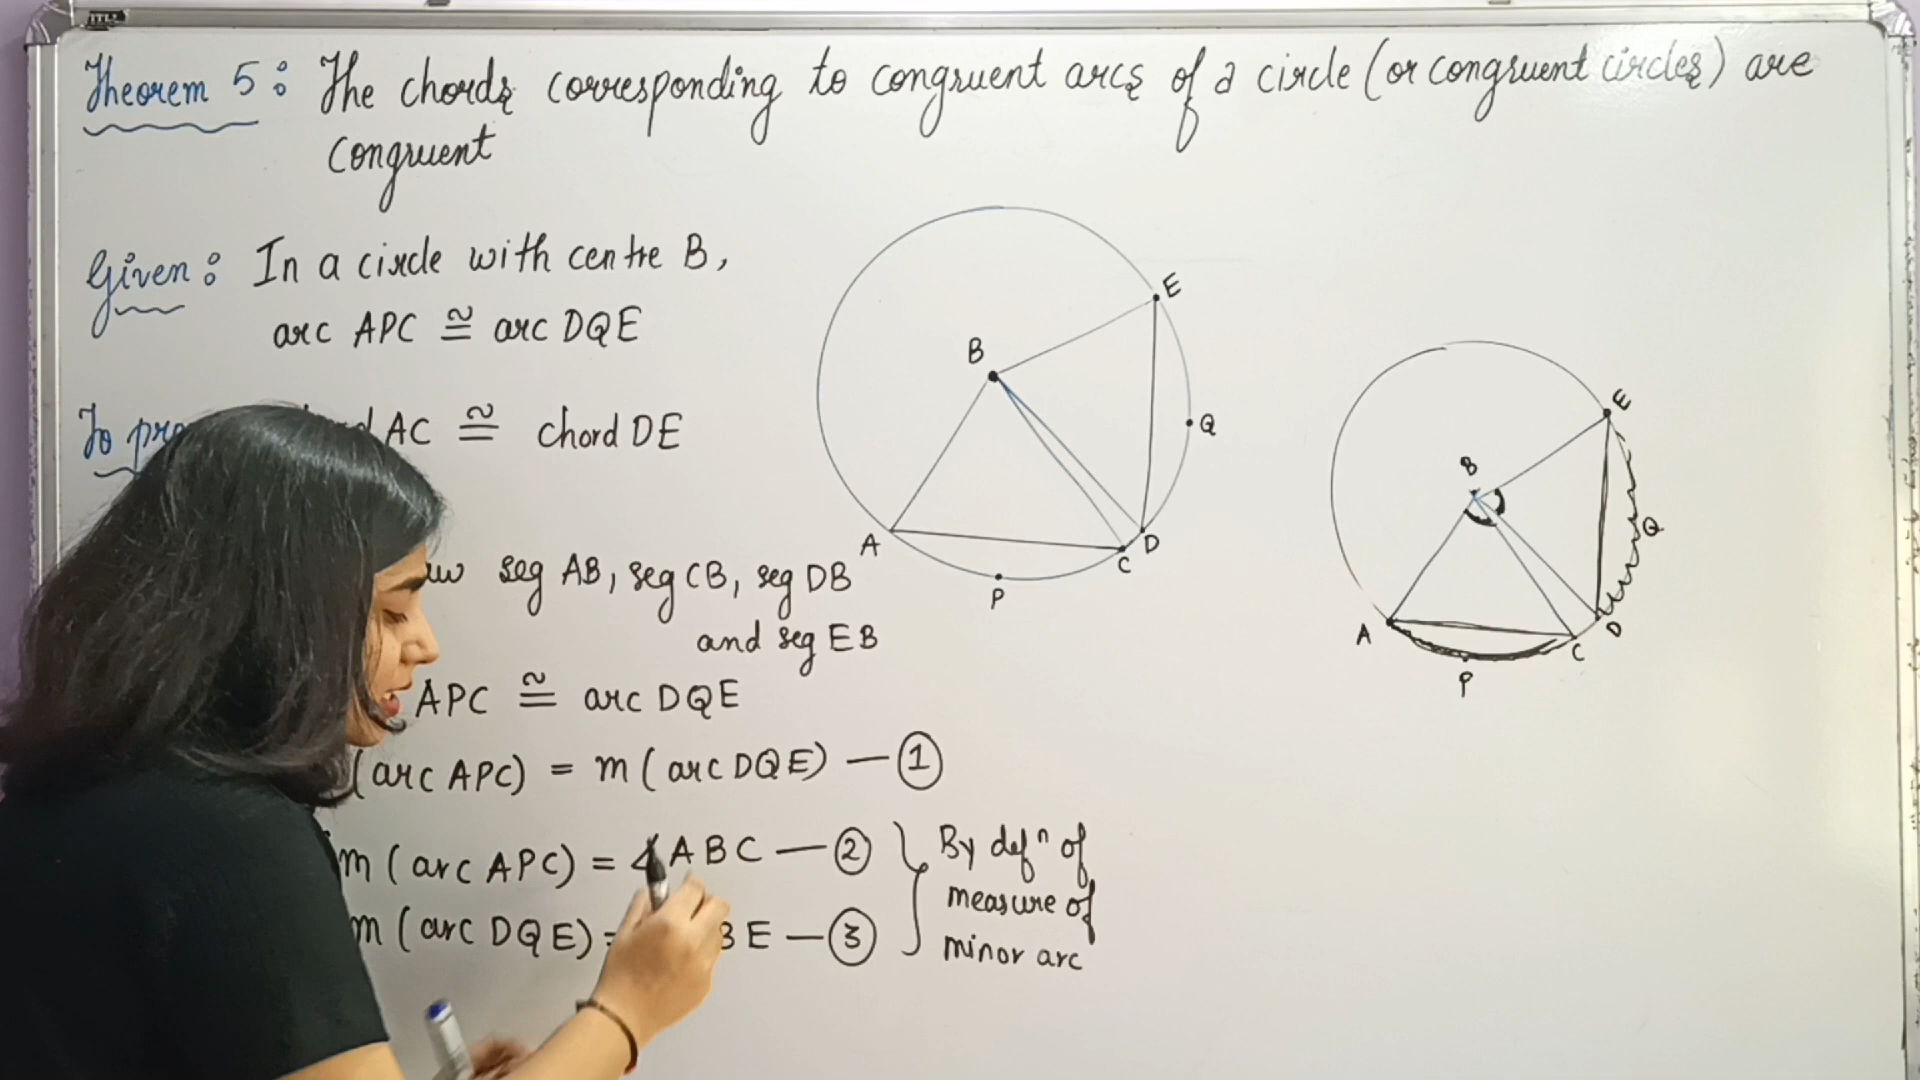 Theorem 5 : The chords corresponding to congruent arcs of a circle (or congruent circles) are
congruent
Given : In a circle with centre B,
arc APC ≅ arc DQE
To AC ≅ chord DE
seg AB, seg CB, seg DB
and seg EB
APC ≅ arc DQE
(arc APC) = m (arc DQE) — ①
m (arc APC) = ∡ABC — ②
m (arc DQE) = BE — ③
By defⁿ of
measure of
minor arc
E
B
Q
A
D
C
P
E
B
Q
A
D
C
P